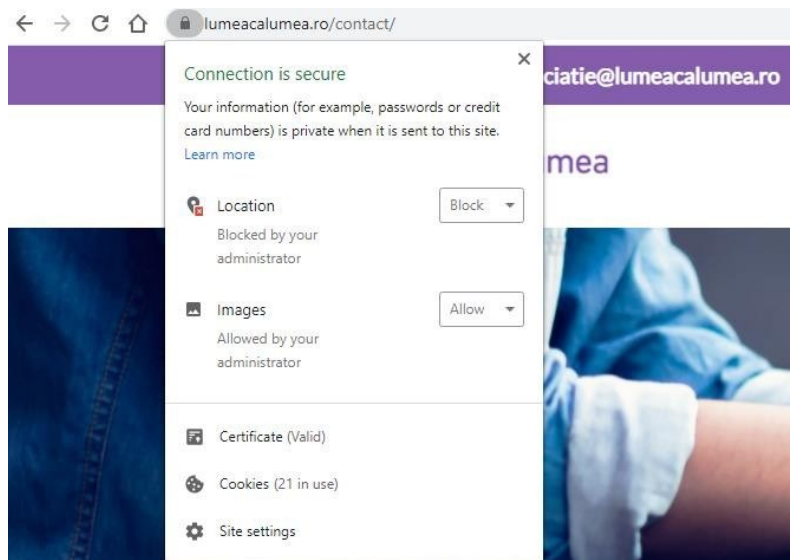 lumeacalumea.ro/contact/
Connection is secure
ciatie@lumeacalumea.ro
Your information (for example, passwords or credit
card numbers) is private when it is sent to this site.
Learn more
mea
Location
Block
Blocked by your
administrator
Images
Allow
Allowed by your
administrator
Certificate (Valid)
Cookies (21 in use)
Site settings